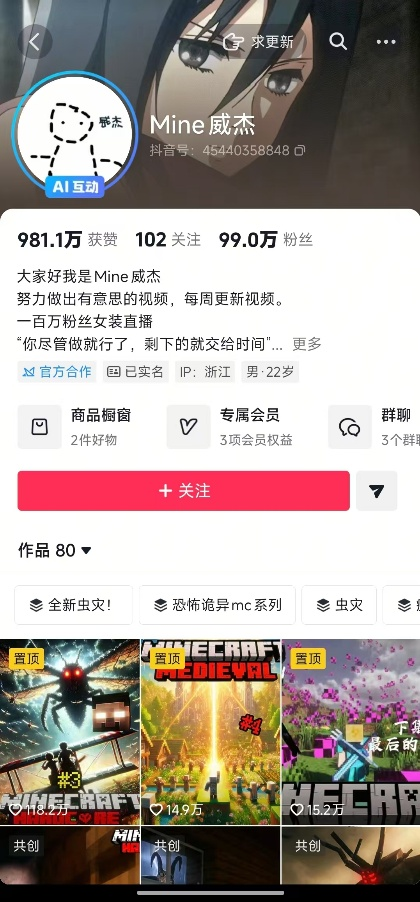 求更新
威杰
AI 互动
Mine威杰
抖音号：45440358848
981.1万 获赞 102 关注 99.0万 粉丝
大家好我是Mine威杰
努力做出有意思的视频，每周更新视频。
一百万粉丝女装直播
“你尽管做就行了，剩下的就交给时间”... 更多
官方合作 已实名 IP：浙江 男·22岁
商品橱窗 专属会员 群聊
2件好物 3项会员权益 3个群
+ 关注
作品 80
全新虫灾！ 恐怖诡异mc系列 虫灾
置顶 置顶 置顶
MINECRAFT
MEDIEVAL
#4
下集
最后的
#3
MINECRAFT
HARDCORE
118.2万 14.9万 15.2万
共创 共创 共创